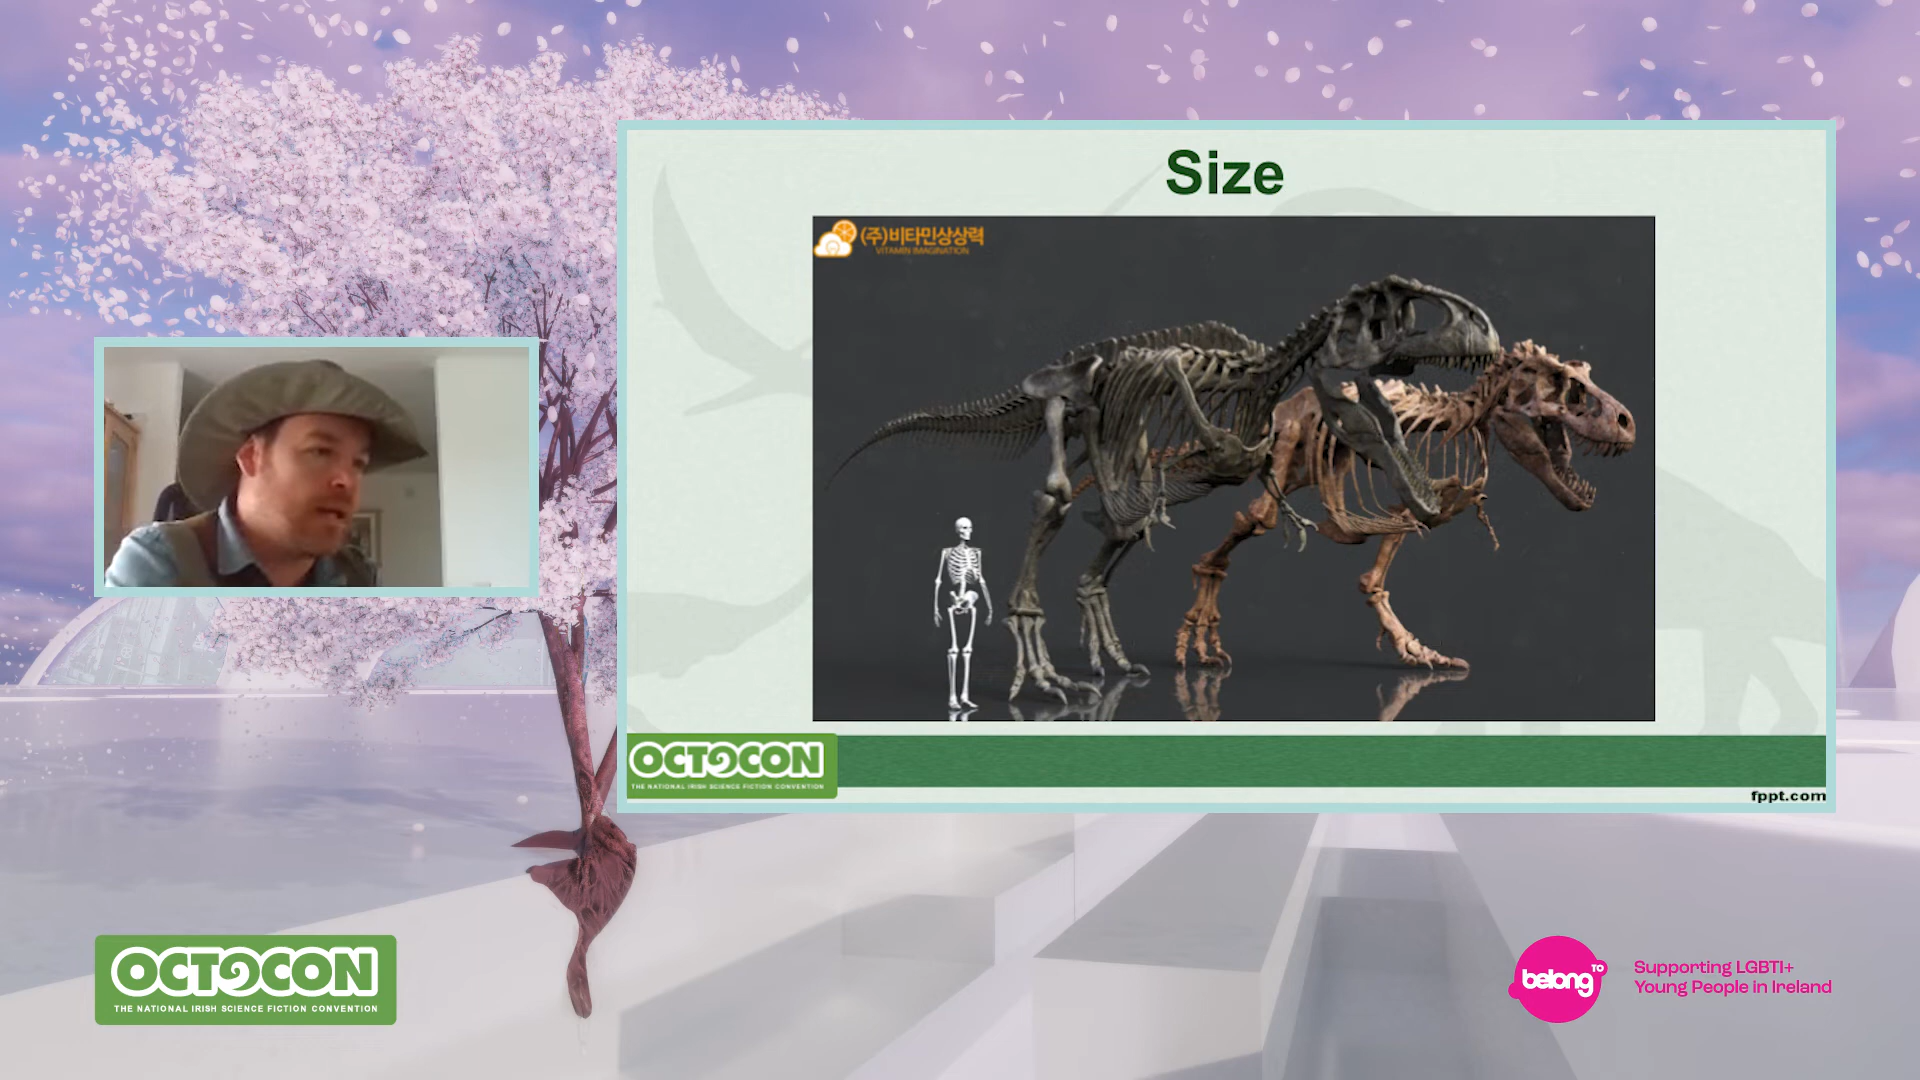 Size
(주)비타민상상력
VITAMIN IMAGINATION
OCTOCON
THE NATIONAL IRISH SCIENCE FICTION CONVENTION
fppt.com
OCTOCON
THE NATIONAL IRISH SCIENCE FICTION CONVENTION
belong TO
Supporting LGBTI+
Young People in Ireland